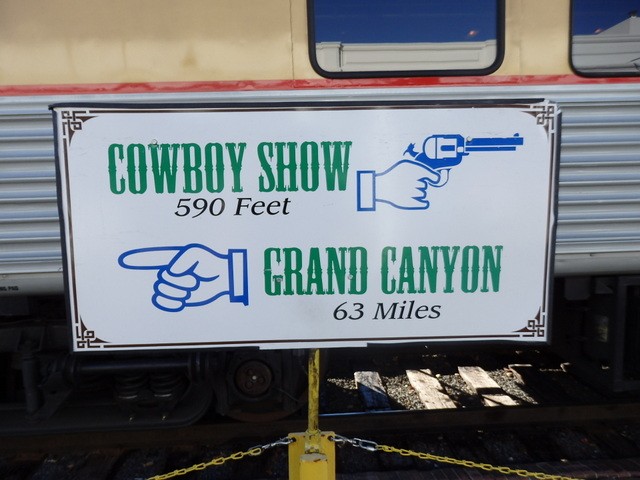 COWBOY SHOW
590 Feet
GRAND CANYON
63 Miles